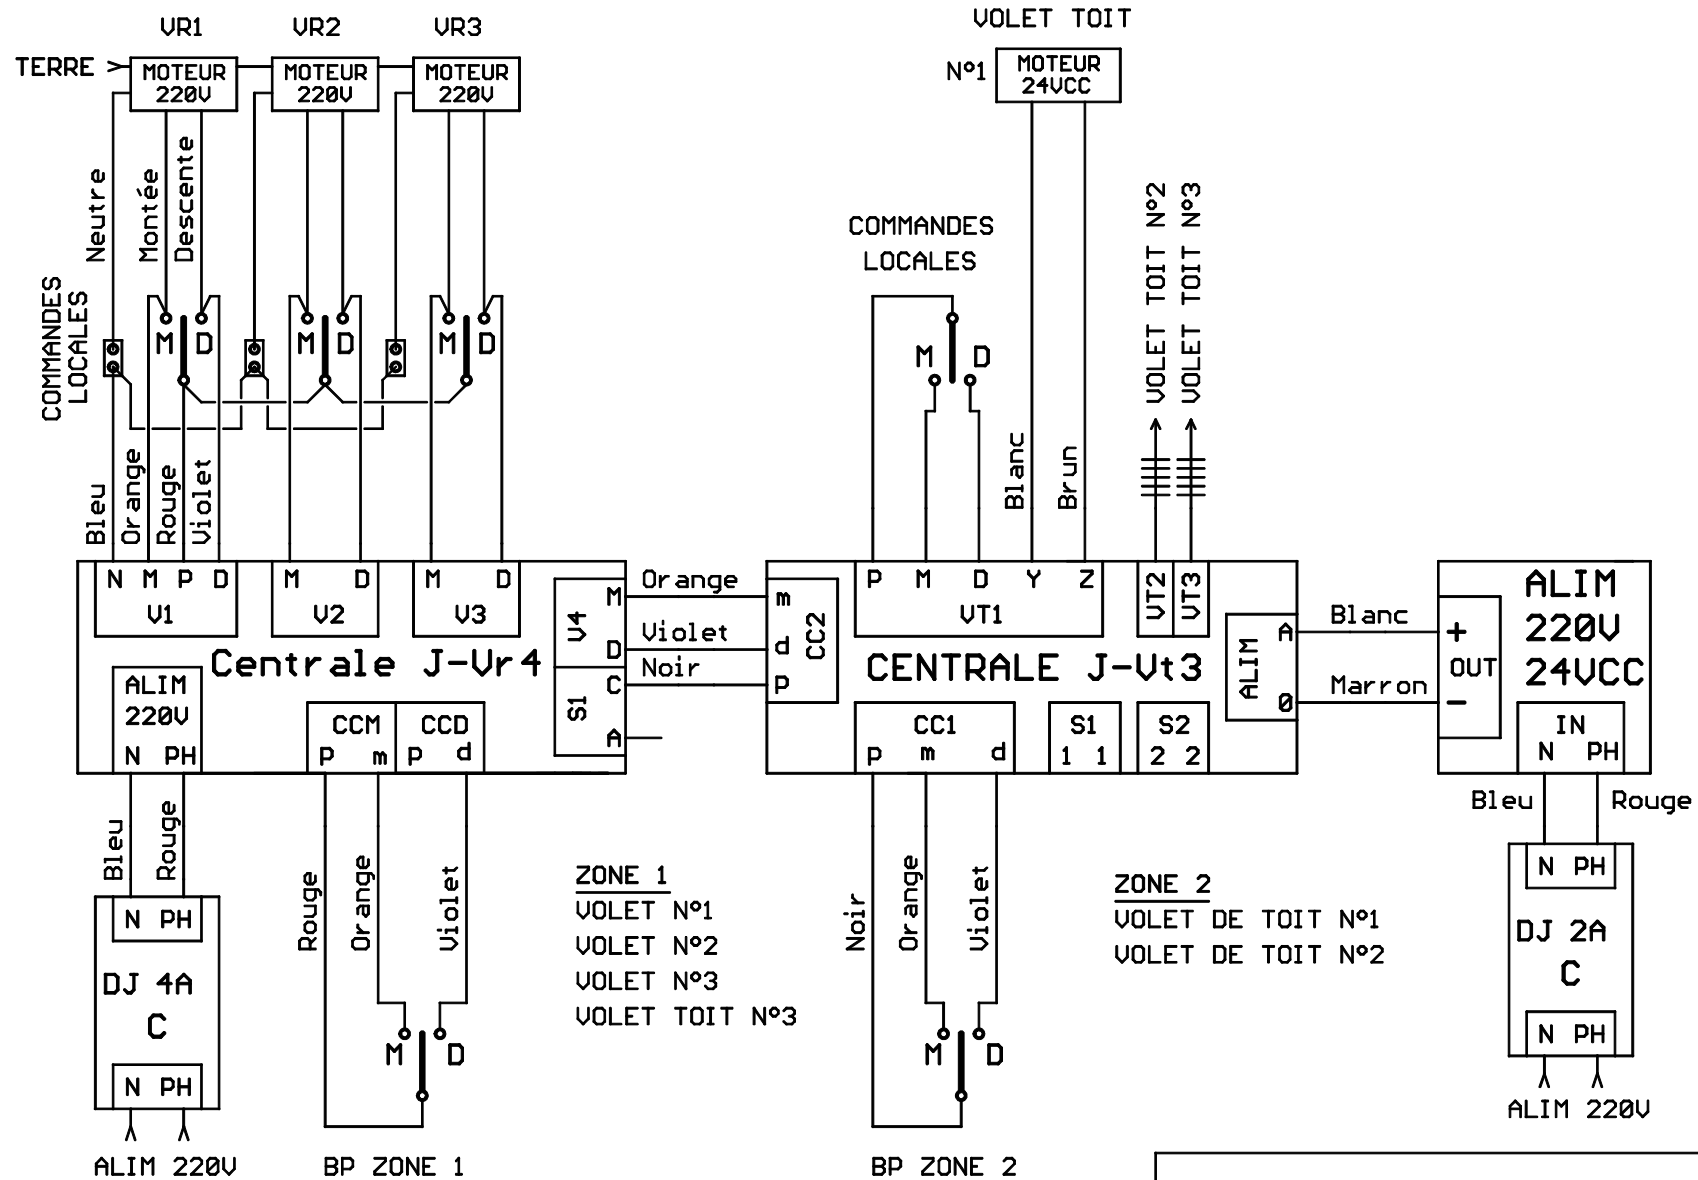 VR1 VR2 VR3
VOLET TOIT
TERRE
MOTEUR
220V
MOTEUR
220V
MOTEUR
220V
N°1
MOTEUR
24VCC
Neutre
Montée
Descente
COMMANDES
LOCALES
M D
M D
M D
COMMANDES
LOCALES
M D
VOLET TOIT N°2
VOLET TOIT N°3
Bleu
Orange
Rouge
Violet
Blanc
Brun
N M P D
V1
M D
V2
M D
V3
Centrale J-Vr4
ALIM
220V
N PH
CCM
p m
CCD
p d
V4
M
D
S1
C
A
Orange
Violet
Noir
m
d
p
CC2
P M D Y Z
VT1
VT2
VT3
CENTRALE J-Vt3
CC1
p m d
S1
1 1
S2
2 2
ALIM
A
0
Blanc
Marron
+
OUT
-
ALIM
220V
24VCC
IN
N PH
Bleu
Rouge
Bleu
Rouge
N PH
DJ 4A
C
N PH
ALIM 220V
Rouge
Orange
Violet
M D
BP ZONE 1
ZONE 1
VOLET N°1
VOLET N°2
VOLET N°3
VOLET TOIT N°3
Noir
Orange
Violet
M D
BP ZONE 2
ZONE 2
VOLET DE TOIT N°1
VOLET DE TOIT N°2
N PH
DJ 2A
C
N PH
ALIM 220V